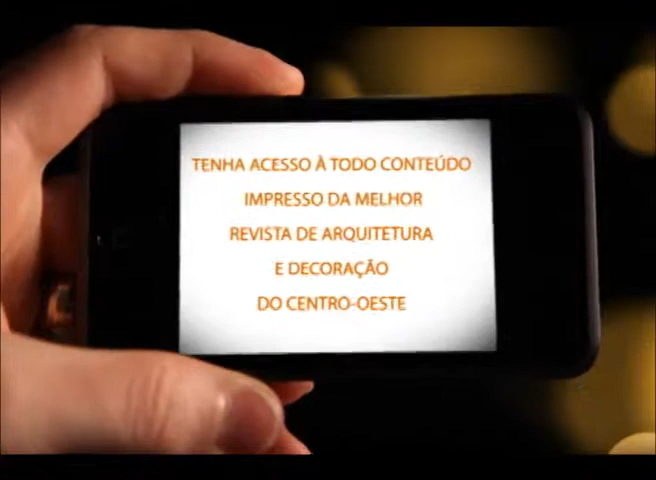 TENHA ACESSO À TODO CONTEÚDO
IMPRESSO DA MELHOR
REVISTA DE ARQUITETURA
E DECORAÇÃO
DO CENTRO-OESTE